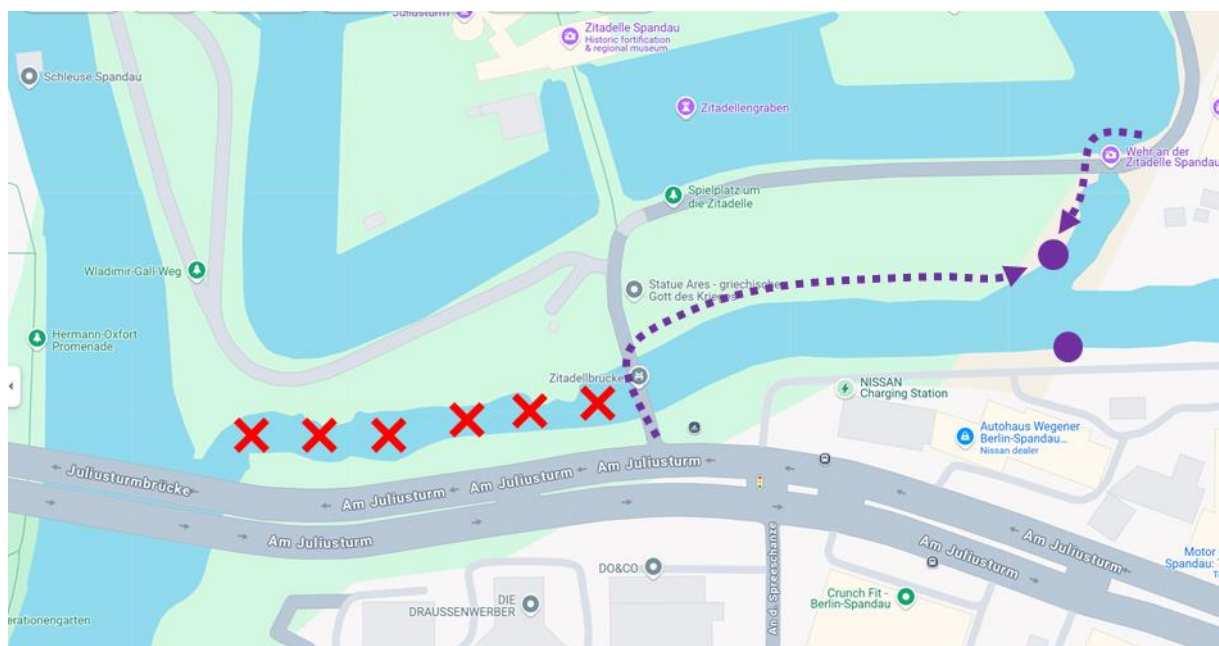 Juliusturm
Zitadelle Spandau
Historic fortification
& regional museum
Schleuse Spandau
Zitadellengraben
Wehr an der
Zitadelle Spandau
Spielplatz um
die Zitadelle
Wladimir-Gall-Weg
Statue Ares - griechischer
Gott des Krieges
Hermann-Oxfort
Promenade
Zitadellbrücke
NISSAN
Charging Station
Autohaus Wegener
Berlin-Spandau...
Nissan dealer
Juliusturmbrücke
Am Juliusturm
Am Juliusturm
Am Juliusturm
Am Juliusturm
Am Juliusturm
Am Juliusturm
An d. Spreeschanze
Motor
Spandau:
DO&CO
DIE
DRAUSSENWERBER
Crunch Fit -
Berlin-Spandau
erationengarten